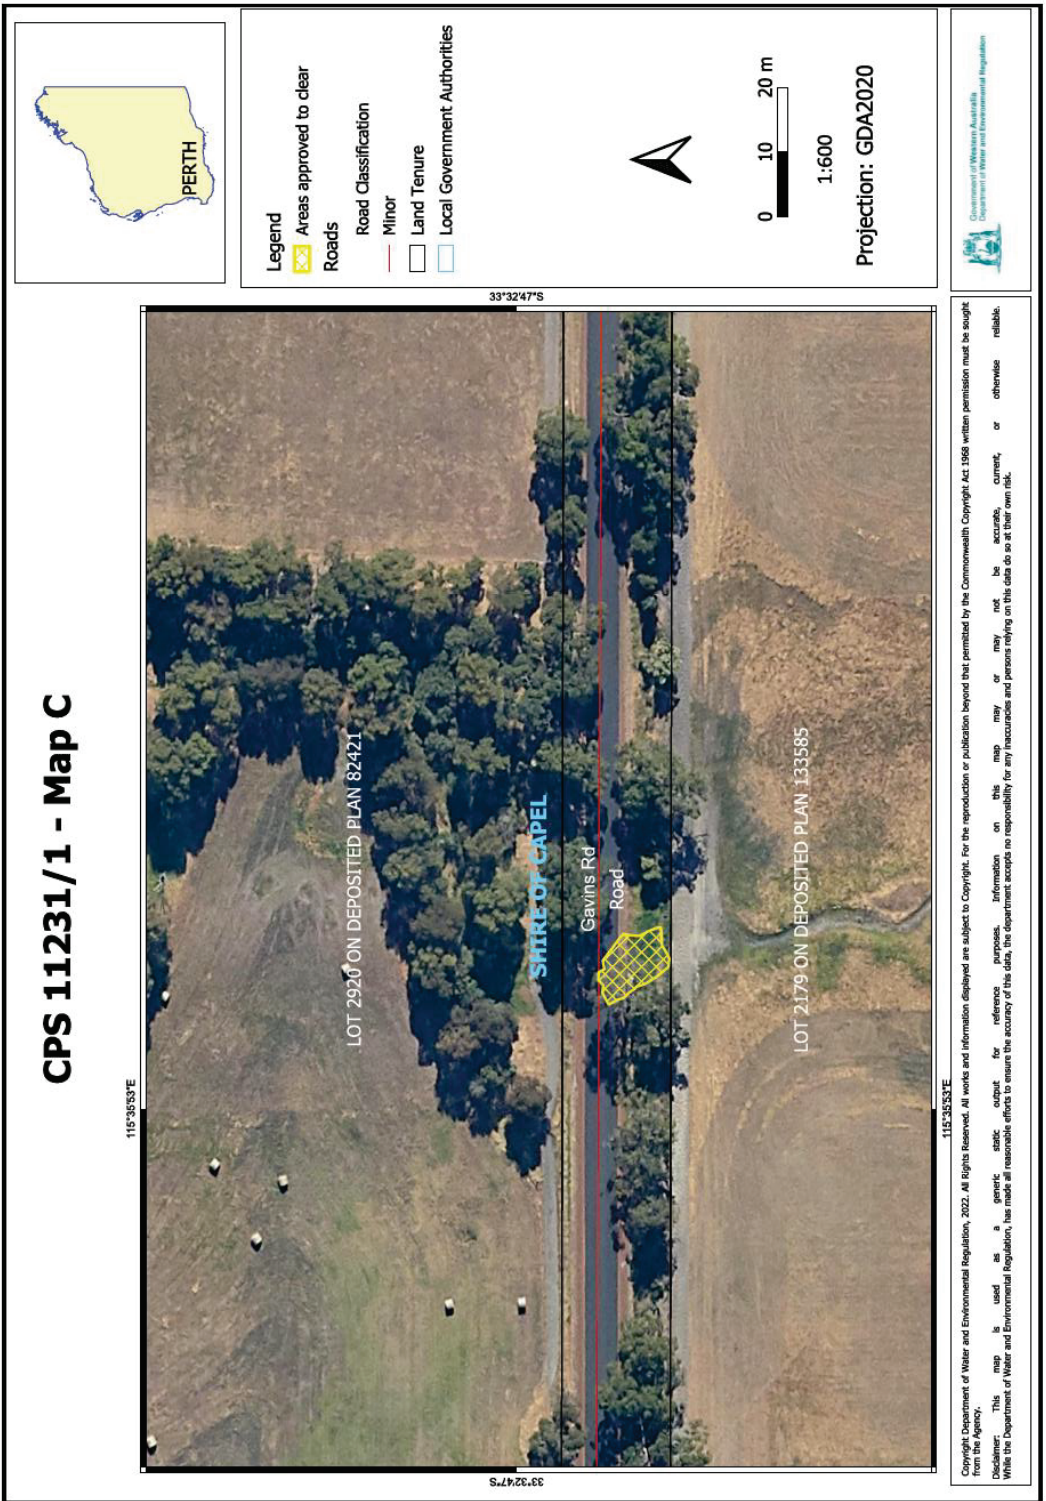 CPS 11231/1 - Map C
115°35'53"E
33°32'47"S
33°32'47"S
115°35'53"E
LOT 2920 ON DEPOSITED PLAN 82421
SHIRE OF CAPEL
Gavins Rd
Road
LOT 2179 ON DEPOSITED PLAN 133585
PERTH
Legend
Areas approved to clear
Roads
Road Classification
Minor
Land Tenure
Local Government Authorities
0 10 20 m
1:600
Projection: GDA2020
Copyright Department of Water and Environmental Regulation, 2022. All Rights Reserved. All works and information displayed are subject to Copyright. For the reproduction or publication beyond that permitted by the Commonwealth Copyright Act 1968 written permission must be sought
from the Agency.
Disclaimer: This map is used as a generic static output for reference purposes. Information on this map may or may not be accurate, current, or otherwise reliable.
While the Department of Water and Environmental Regulation, has made all reasonable efforts to ensure the accuracy of this data, the department accepts no responsibility for any inaccuracies and persons relying on this data do so at their own risk.
Government of Western Australia
Department of Water and Environmental Regulation